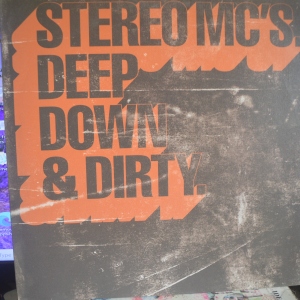 STEREO MC'S
DEEP
DOWN
& DIRTY.